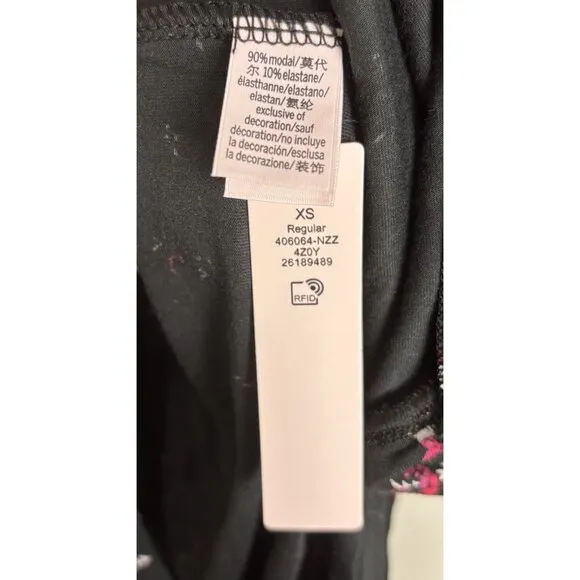 90% modal/莫代
尔 10% elastane/
élasthanne/elastano/
elastan/氨纶
exclusive of
decoration/sauf
décoration/no incluye
la decoración/esclusa
la decorazione/装饰
XS
Regular
406064-NZZ
4Z0Y
26189489
RFID